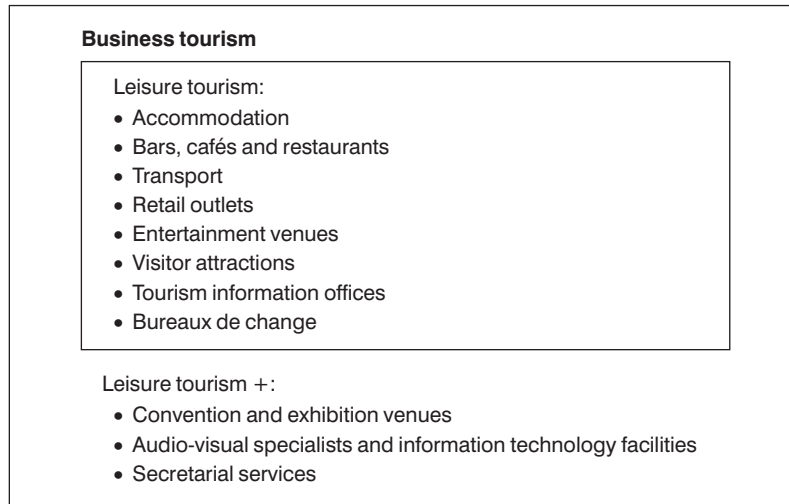 Business tourism
Leisure tourism:
• Accommodation
• Bars, cafés and restaurants
• Transport
• Retail outlets
• Entertainment venues
• Visitor attractions
• Tourism information offices
• Bureaux de change
Leisure tourism +:
• Convention and exhibition venues
• Audio-visual specialists and information technology facilities
• Secretarial services